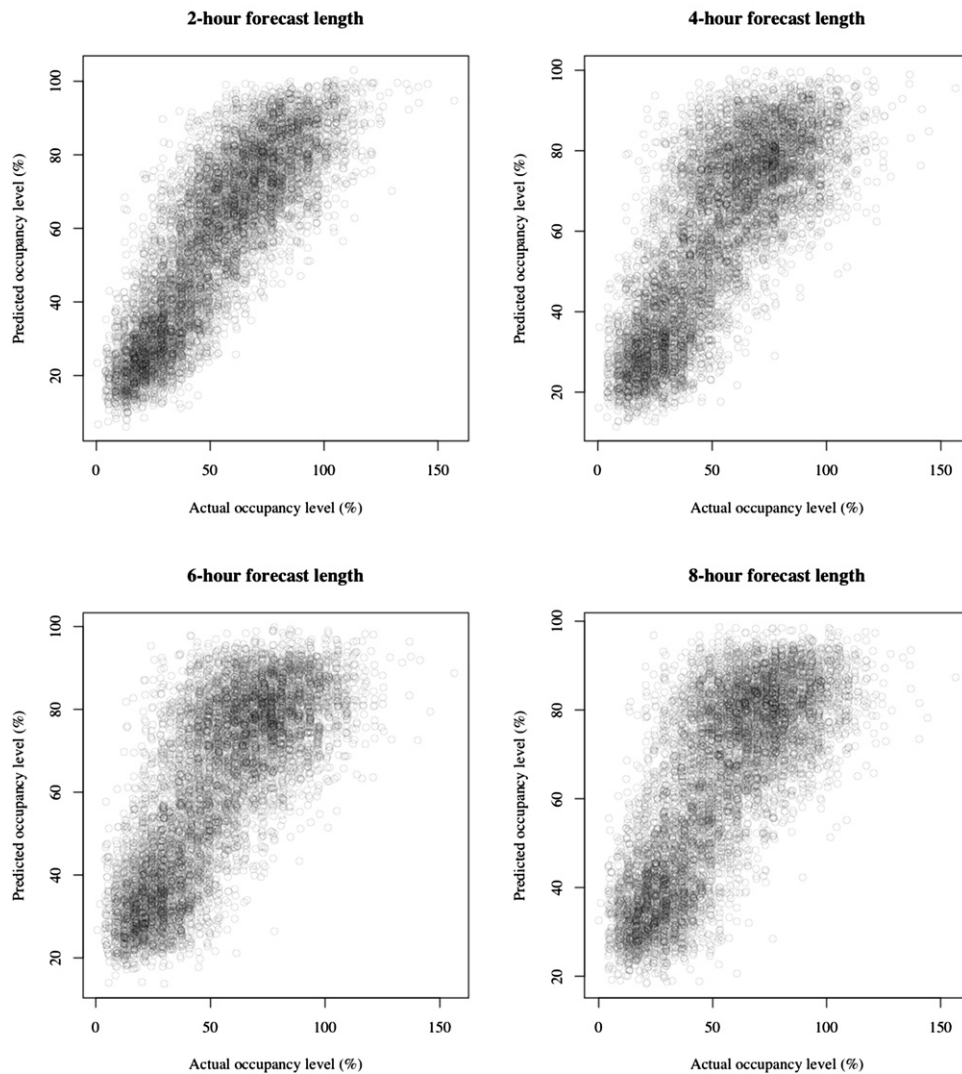 2-hour forecast length
Predicted occupancy level (%)
100
80
60
40
20
0 50 100 150
Actual occupancy level (%)
4-hour forecast length
Predicted occupancy level (%)
100
80
60
40
20
0 50 100 150
Actual occupancy level (%)
6-hour forecast length
Predicted occupancy level (%)
100
80
60
40
20
0 50 100 150
Actual occupancy level (%)
8-hour forecast length
Predicted occupancy level (%)
100
80
60
40
20
0 50 100 150
Actual occupancy level (%)